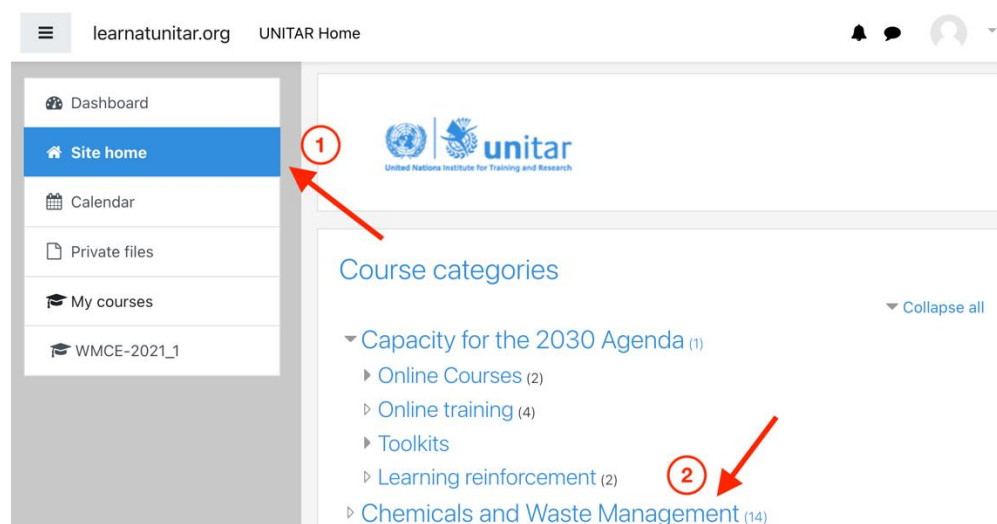 learnatunitar.org UNITAR Home
Dashboard
Site home
Calendar
Private files
My courses
WMCE-2021_1
1
unitar
United Nations Institute for Training and Research
Course categories
Collapse all
Capacity for the 2030 Agenda (1)
Online Courses (2)
Online training (4)
Toolkits
Learning reinforcement (2)
2
Chemicals and Waste Management (14)